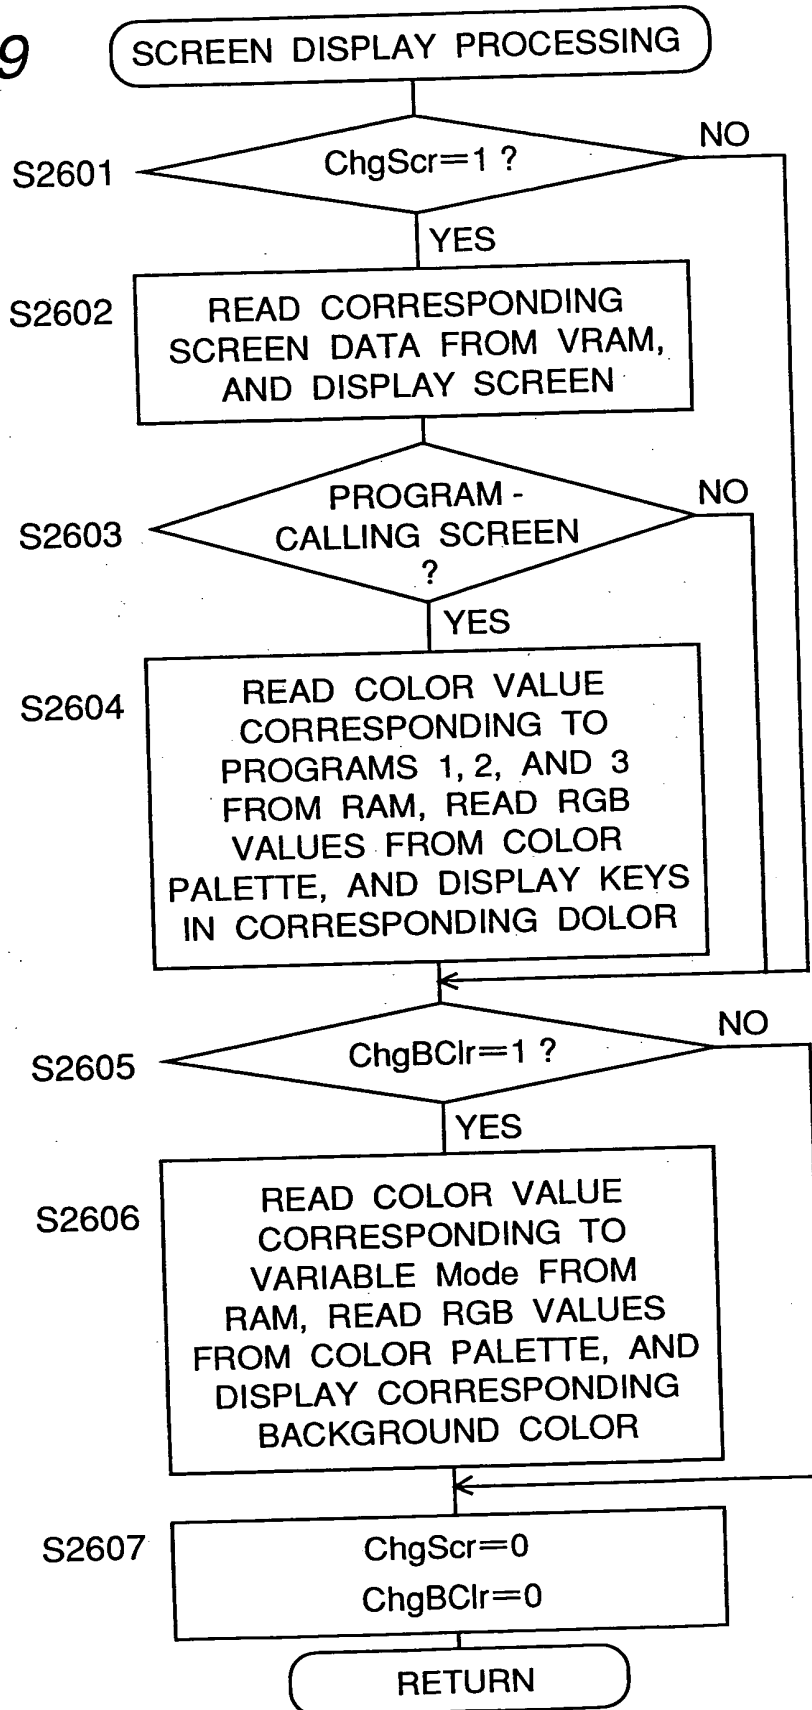 9
SCREEN DISPLAY PROCESSING
S2601
ChgScr=1 ?
NO
YES
S2602
READ CORRESPONDING
SCREEN DATA FROM VRAM,
AND DISPLAY SCREEN
S2603
PROGRAM -
CALLING SCREEN
?
NO
YES
S2604
READ COLOR VALUE
CORRESPONDING TO
PROGRAMS 1, 2, AND 3
FROM RAM, READ RGB
VALUES FROM COLOR
PALETTE, AND DISPLAY KEYS
IN CORRESPONDING DOLOR
S2605
ChgBClr=1 ?
NO
YES
S2606
READ COLOR VALUE
CORRESPONDING TO
VARIABLE Mode FROM
RAM, READ RGB VALUES
FROM COLOR PALETTE, AND
DISPLAY CORRESPONDING
BACKGROUND COLOR
S2607
ChgScr=0
ChgBClr=0
RETURN